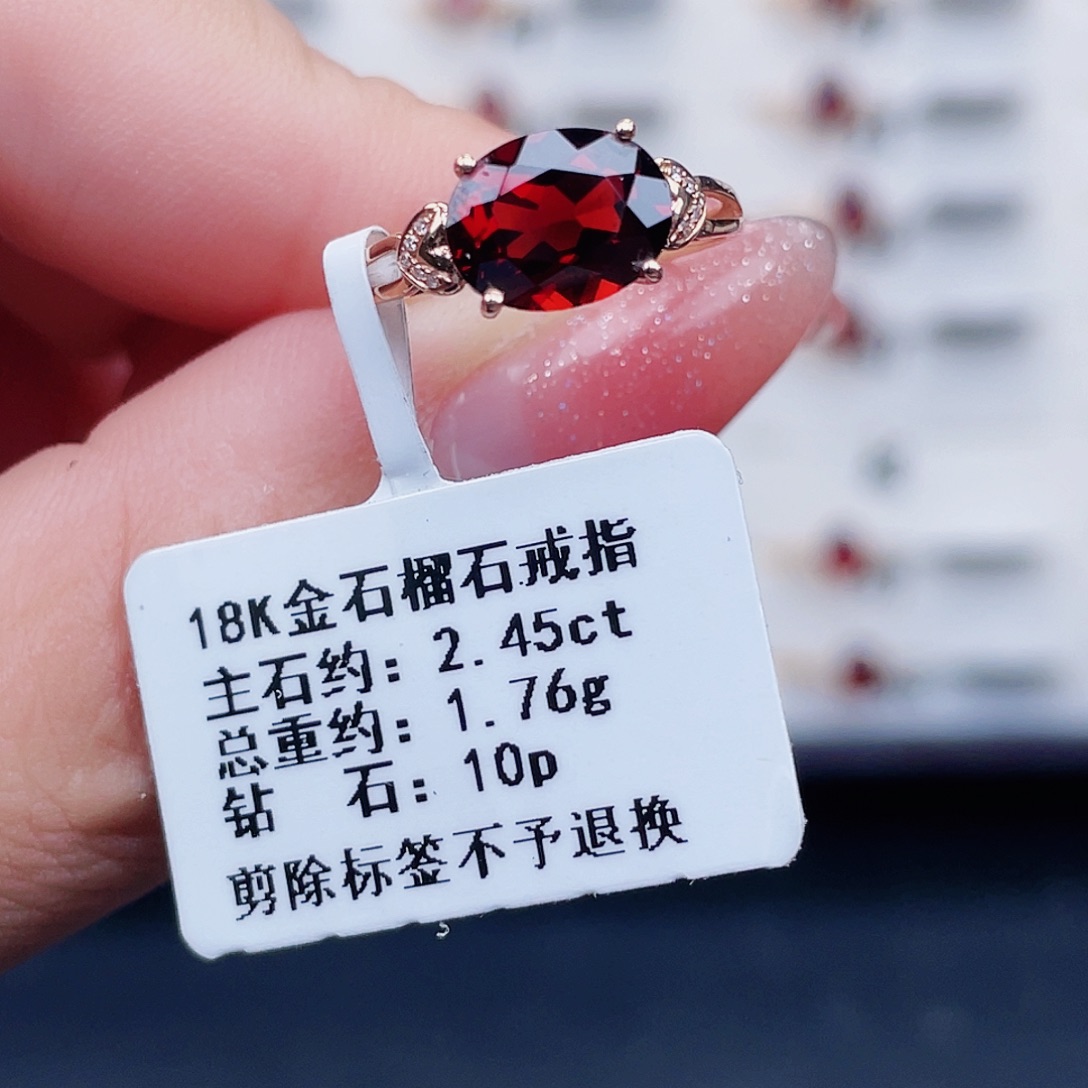 18K金石榴石戒指
主石约：2.45ct
总重约：1.76g
钻 石：10p
剪除标签不予退换